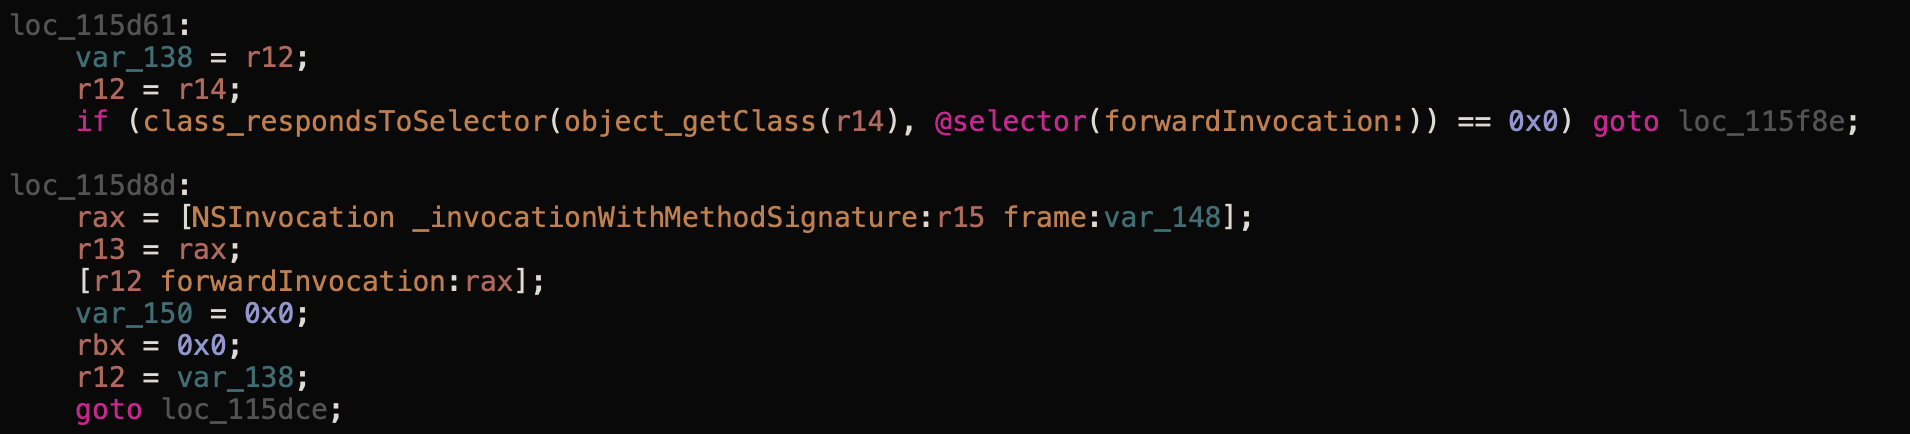 loc_115d61:
var_138 = r12;
r12 = r14;
if (class_respondsToSelector(object_getClass(r14), @selector(forwardInvocation:)) == 0x0) goto loc_115f8e;
loc_115d8d:
rax = [NSInvocation _invocationWithMethodSignature:r15 frame:var_148];
r13 = rax;
[r12 forwardInvocation:rax];
var_150 = 0x0;
rbx = 0x0;
r12 = var_138;
goto loc_115dce;